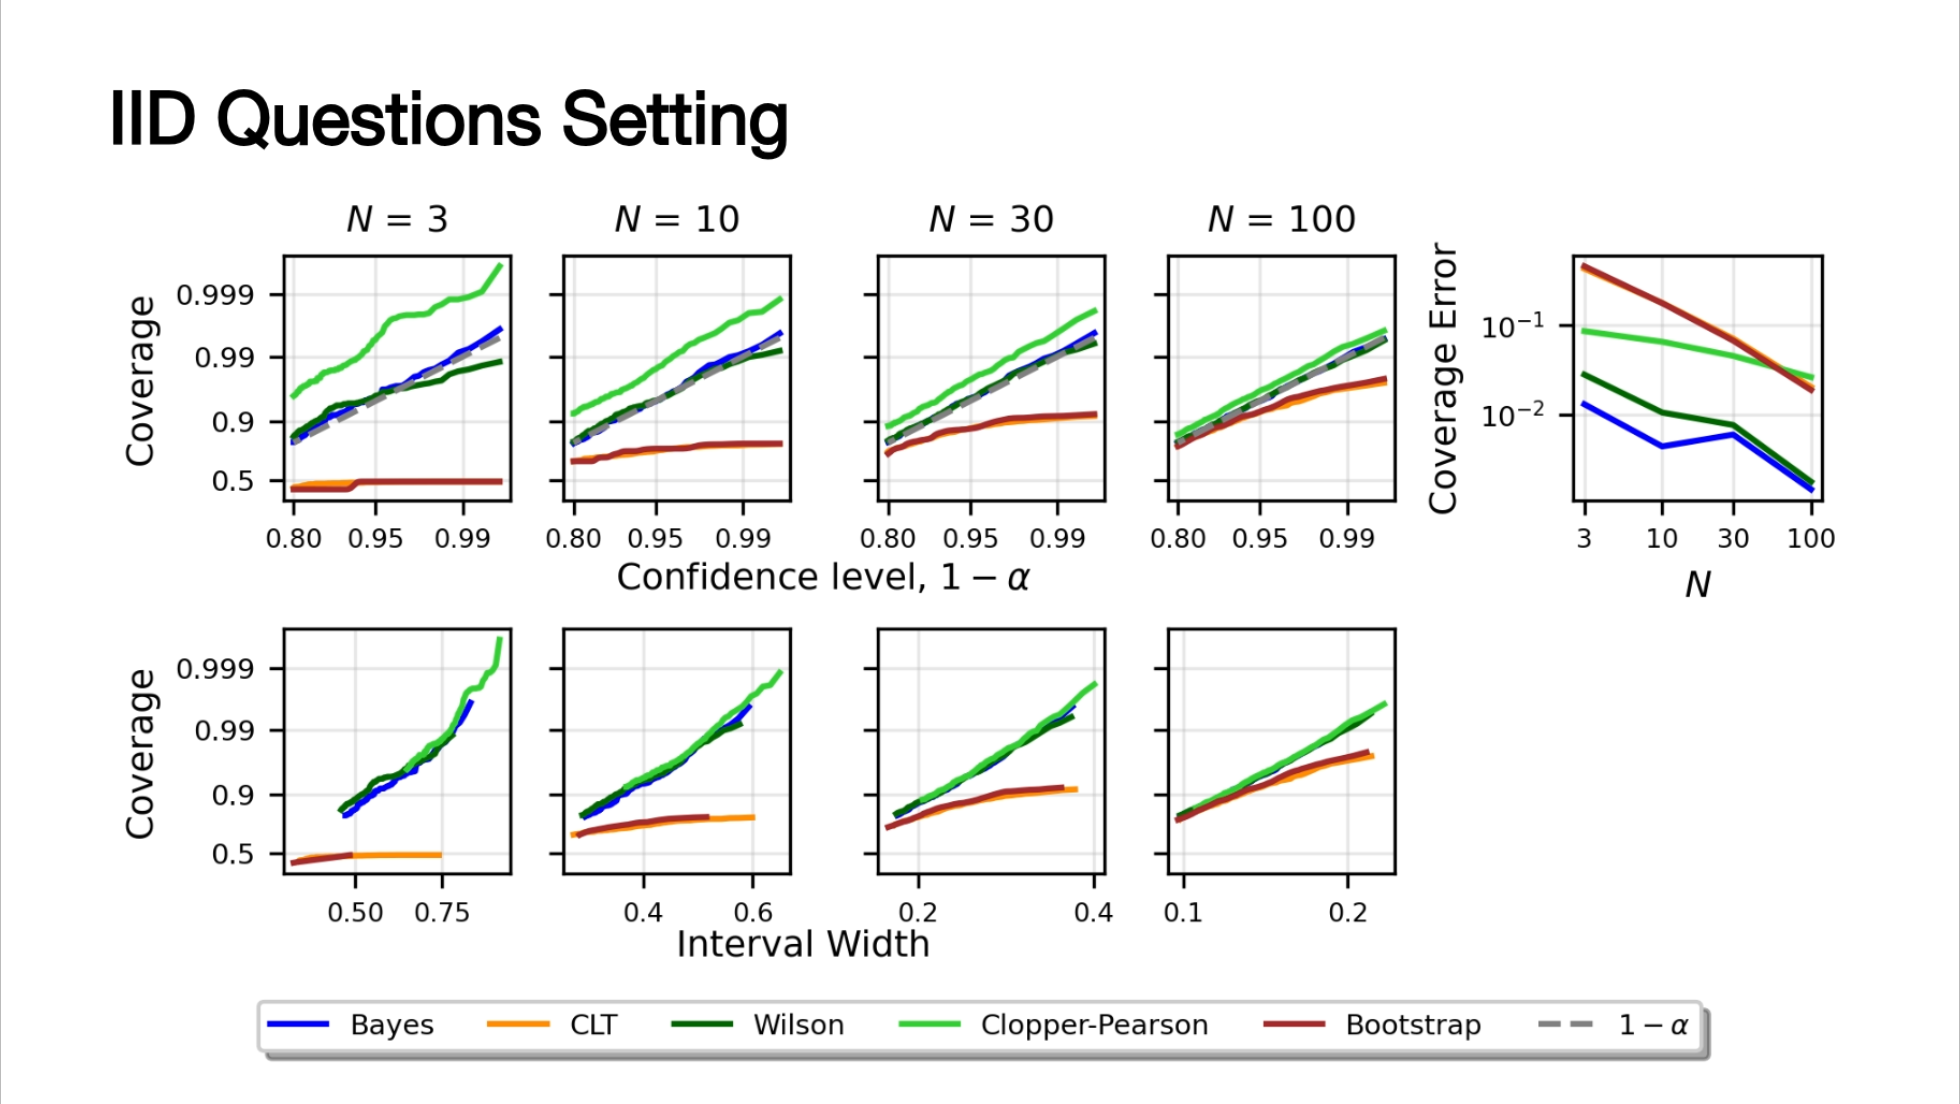 IID Questions Setting
N = 3
N = 10
N = 30
N = 100
Coverage
0.999
0.99
0.9
0.5
0.80 0.95 0.99
0.80 0.95 0.99
0.80 0.95 0.99
0.80 0.95 0.99
Confidence level, 1 − α
Coverage Error
10⁻¹
10⁻²
3 10 30 100
N
Coverage
0.999
0.99
0.9
0.5
0.50 0.75
0.4 0.6
0.2 0.4
0.1 0.2
Interval Width
Bayes CLT Wilson Clopper-Pearson Bootstrap 1 − α